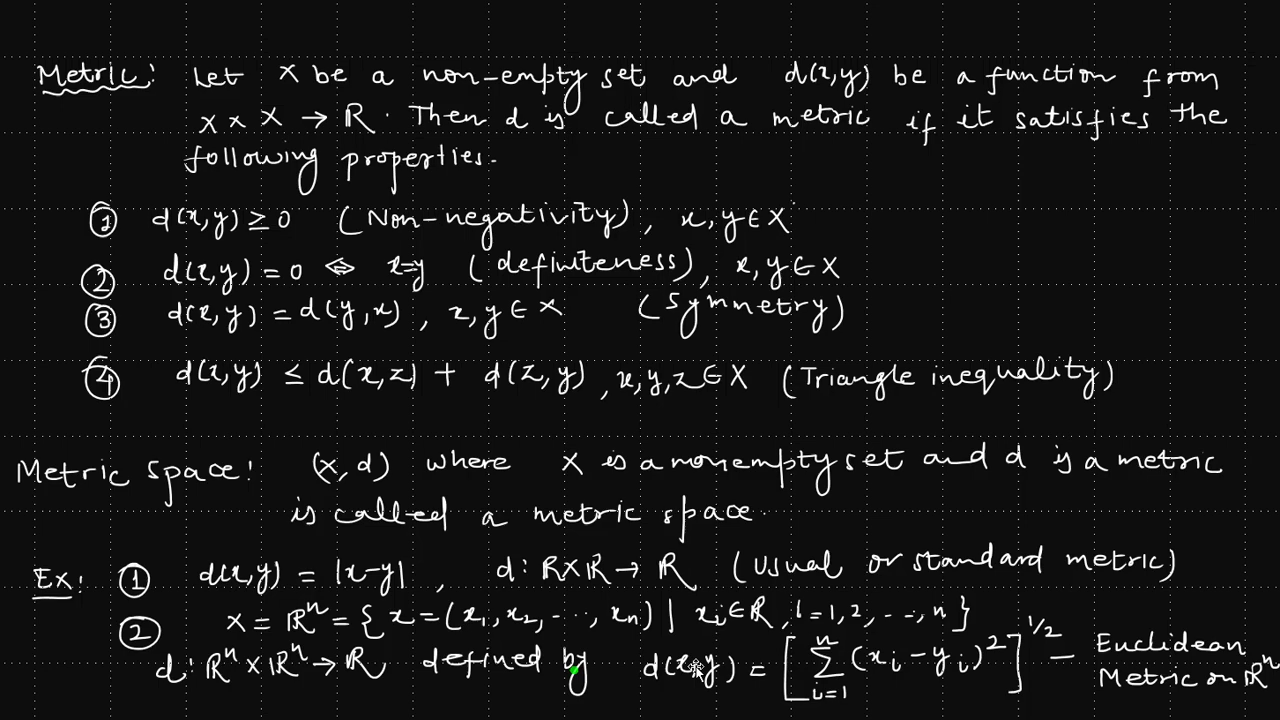 Metric: Let X be a non-empty set and d(x,y) be a function from
X × X → ℝ. Then d is called a metric if it satisfies the
following properties.
① d(x,y) ≥ 0 (Non-negativity), x, y ∈ X
② d(x,y) = 0 ⇔ x=y (definiteness), x, y ∈ X
③ d(x,y) = d(y,x), x, y ∈ X (Symmetry)
④ d(x,y) ≤ d(x,z) + d(z,y), x,y,z ∈ X (Triangle inequality)
Metric space: (X, d) where X is a nonempty set and d is a metric
is called a metric space.
Ex: ① d(x,y) = |x-y|, d: ℝ×ℝ → ℝ (Usual or standard metric)
② X = ℝⁿ = { x = (x₁, x₂, ..., xₙ) | xᵢ ∈ ℝ, i = 1, 2, ..., n }
d: ℝⁿ × ℝⁿ → ℝ defined by d(x,y) = [ ∑ᵢ₌₁ⁿ (xᵢ - yᵢ)² ]^1/2 — Euclidean
Metric on ℝⁿ